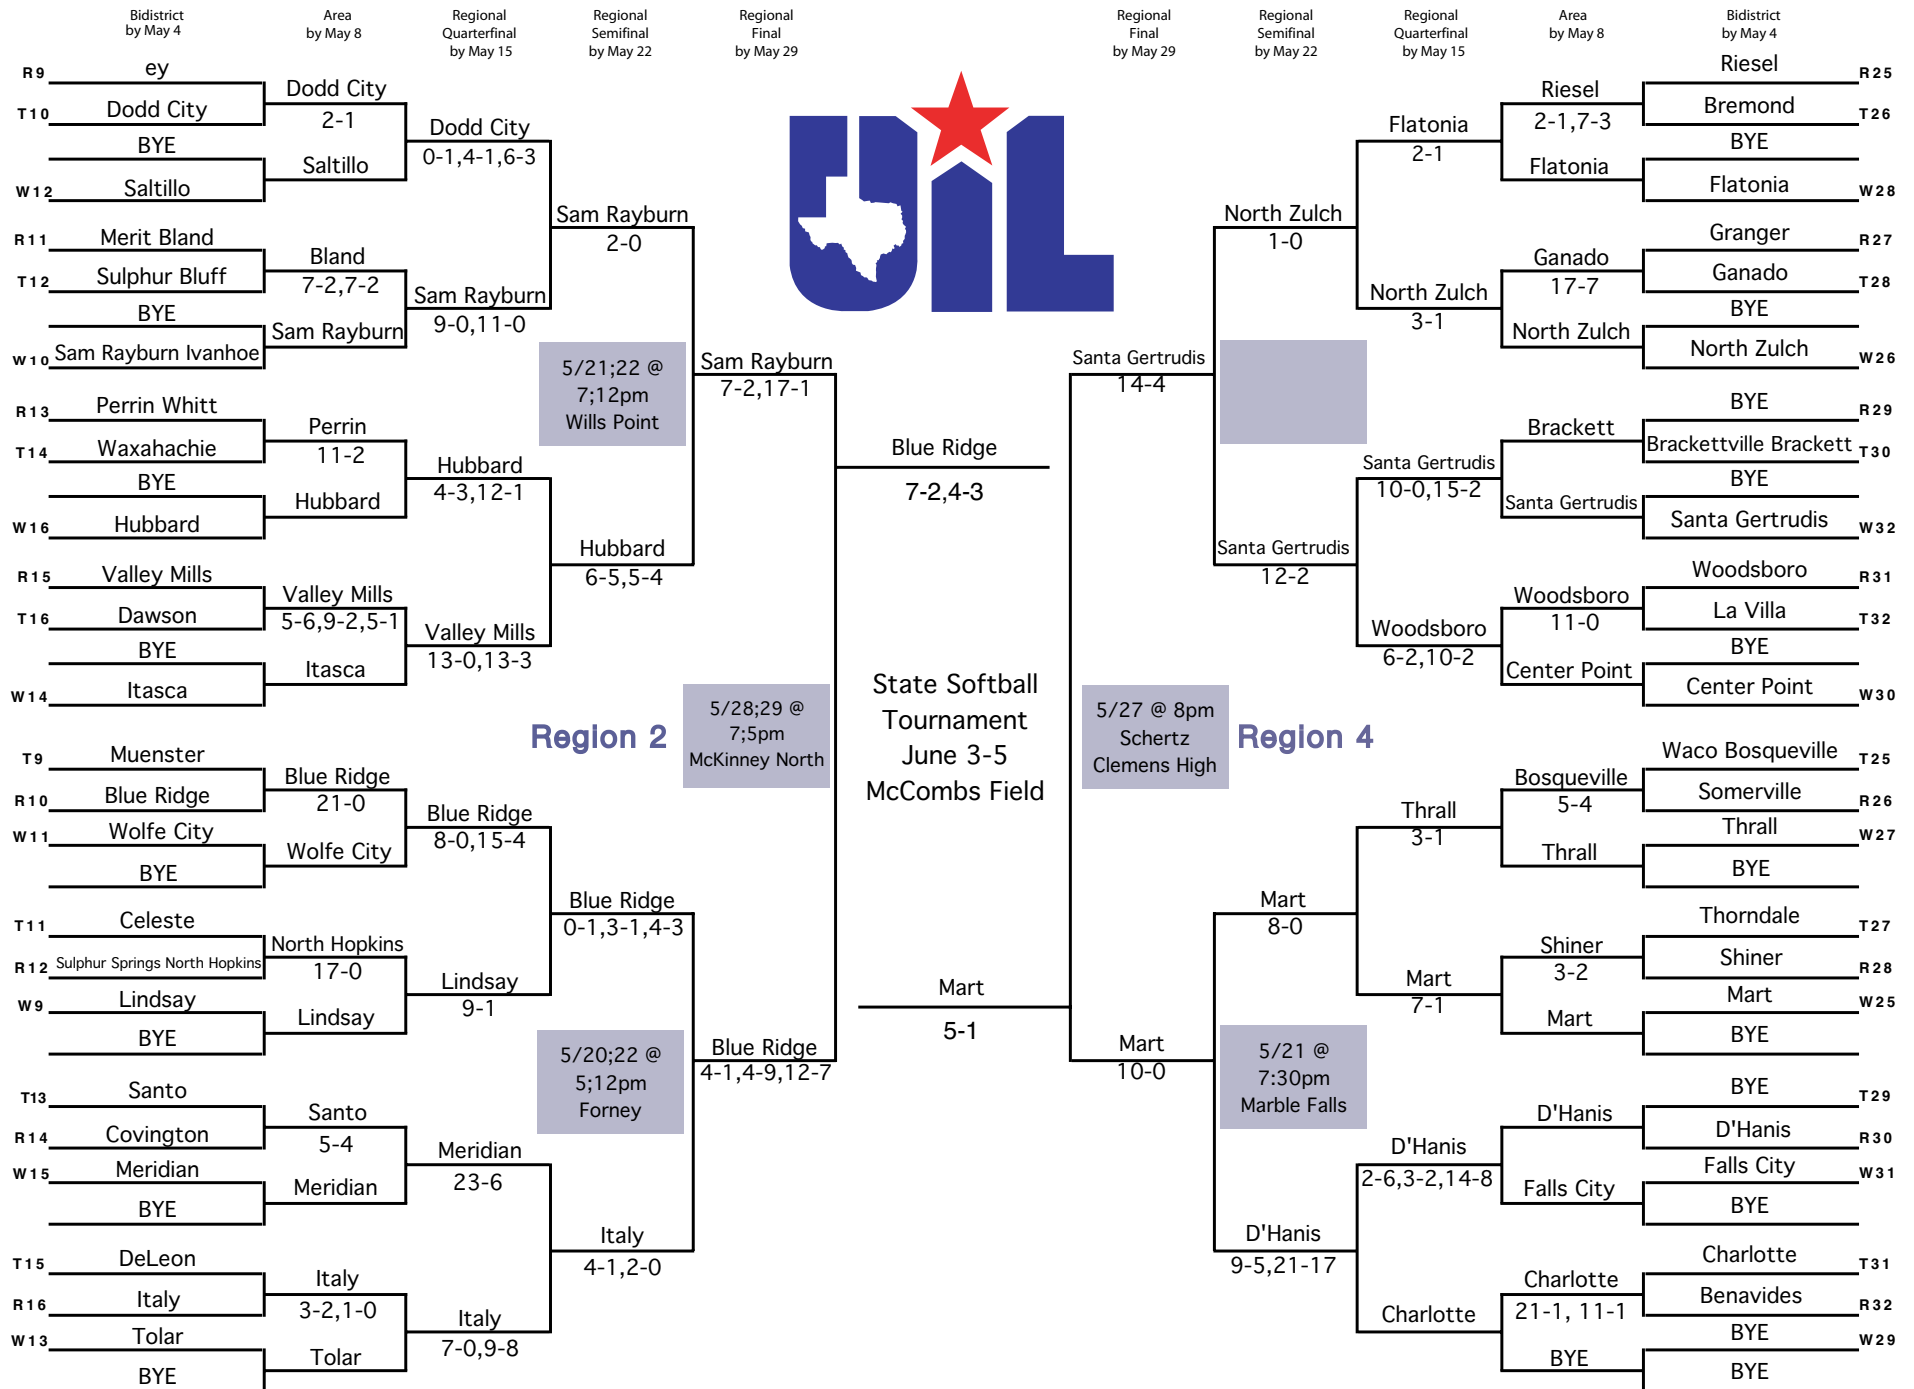 Bidistrict
by May 4
Area
by May 8
Regional
Quarterfinal
by May 15
Regional
Semifinal
by May 22
Regional
Final
by May 29
Regional
Final
by May 29
Regional
Semifinal
by May 22
Regional
Quarterfinal
by May 15
Area
by May 8
Bidistrict
by May 4
R9 ey
T10 Dodd City
BYE
W12 Saltillo
R11 Merit Bland
T12 Sulphur Bluff
BYE
W10 Sam Rayburn Ivanhoe
R13 Perrin Whitt
T14 Waxahachie
BYE
W16 Hubbard
R15 Valley Mills
T16 Dawson
BYE
W14 Itasca
T9 Muenster
R10 Blue Ridge
W11 Wolfe City
BYE
T11 Celeste
R12 Sulphur Springs North Hopkins
W9 Lindsay
BYE
T13 Santo
R14 Covington
W15 Meridian
BYE
T15 DeLeon
R16 Italy
W13 Tolar
BYE
Dodd City
2-1
Saltillo
Bland
7-2,7-2
Sam Rayburn
Perrin
11-2
Hubbard
Valley Mills
5-6,9-2,5-1
Itasca
Blue Ridge
21-0
Wolfe City
North Hopkins
17-0
Lindsay
Santo
5-4
Meridian
Italy
3-2,1-0
Tolar
Dodd City
0-1,4-1,6-3
Sam Rayburn
9-0,11-0
Hubbard
4-3,12-1
Valley Mills
13-0,13-3
Blue Ridge
8-0,15-4
Lindsay
9-1
Meridian
23-6
Italy
7-0,9-8
Sam Rayburn
2-0
5/21;22 @
7;12pm
Wills Point
Hubbard
6-5,5-4
Region 2
Blue Ridge
0-1,3-1,4-3
5/20;22 @
5;12pm
Forney
Italy
4-1,2-0
Sam Rayburn
7-2,17-1
5/28;29 @
7;5pm
McKinney North
Blue Ridge
4-1,4-9,12-7
UIL
Blue Ridge
7-2,4-3
State Softball
Tournament
June 3-5
McCombs Field
Mart
5-1
Santa Gertrudis
14-4
5/27 @ 8pm
Schertz
Clemens High
Mart
10-0
North Zulch
1-0
Santa Gertrudis
12-2
Region 4
Mart
8-0
5/21 @
7:30pm
Marble Falls
D'Hanis
9-5,21-17
Flatonia
2-1
North Zulch
3-1
Santa Gertrudis
10-0,15-2
Woodsboro
6-2,10-2
Thrall
3-1
Mart
7-1
D'Hanis
2-6,3-2,14-8
Charlotte
Riesel
2-1,7-3
Flatonia
Ganado
17-7
North Zulch
Brackett
Santa Gertrudis
Woodsboro
11-0
Center Point
Bosqueville
5-4
Thrall
Shiner
3-2
Mart
D'Hanis
Falls City
Charlotte
21-1, 11-1
BYE
Riesel R25
Bremond T26
BYE
Flatonia W28
Granger R27
Ganado T28
BYE
North Zulch W26
BYE R29
Brackettville Brackett T30
BYE
Santa Gertrudis W32
Woodsboro R31
La Villa T32
BYE
Center Point W30
Waco Bosqueville T25
Somerville R26
Thrall W27
BYE
Thorndale T27
Shiner R28
Mart W25
BYE
BYE T29
D'Hanis R30
Falls City W31
BYE
Charlotte T31
Benavides R32
BYE W29
BYE